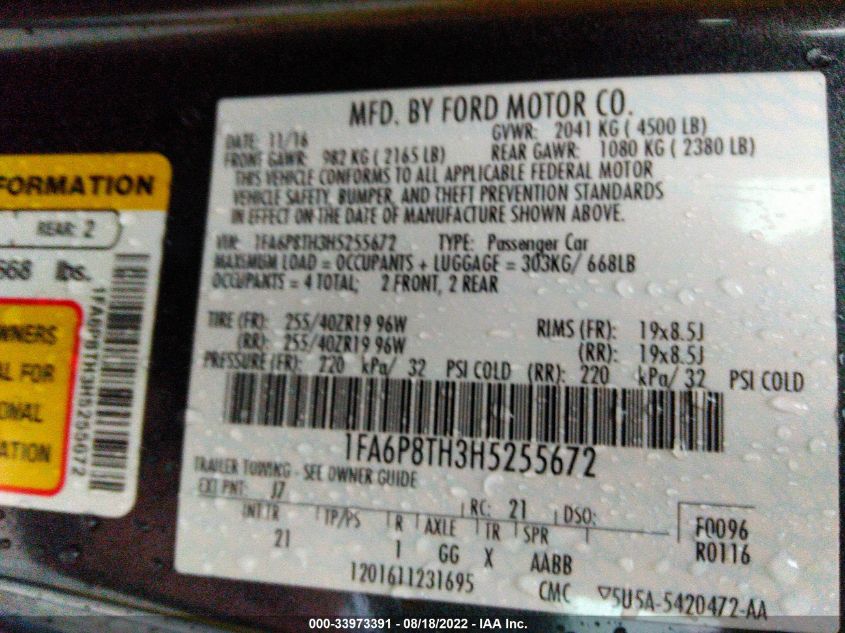 MFD. BY FORD MOTOR CO.
DATE: 11/16 GVWR: 2041 KG ( 4500 LB)
FRONT GAWR: 982 KG ( 2165 LB) REAR GAWR: 1080 KG ( 2380 LB)
THIS VEHICLE CONFORMS TO ALL APPLICABLE FEDERAL MOTOR
VEHICLE SAFETY, BUMPER, AND THEFT PREVENTION STANDARDS
IN EFFECT ON THE DATE OF MANUFACTURE SHOWN ABOVE.
VIN: 1FA6P8TH3H5255672 TYPE: Passenger Car
MAXIMUM LOAD = OCCUPANTS + LUGGAGE = 303KG/ 668LB
OCCUPANTS = 4 TOTAL; 2 FRONT, 2 REAR
TIRE (FR): 255/40ZR19 96W RIMS (FR): 19x8.5J
(RR): 255/40ZR19 96W (RR): 19x8.5J
PRESSURE (FR): 220 kPa/ 32 PSI COLD (RR): 220 kPa/ 32 PSI COLD
1FA6P8TH3H5255672
TRAILER TOWING - SEE OWNER GUIDE
EXT PNT: J7 RC: 21 DSO: F0096
INT TR TP/PS R AXLE TR SPR R0116
21 I GG X AABB
1201611231695 CMC 5U5A-5420472-AA
FORMATION
REAR: 2
668 lbs.
WNERS
AL FOR
IONAL
ATION
1FA6P8TH3H5255672
000-33973391 - 08/18/2022 - IAA Inc.